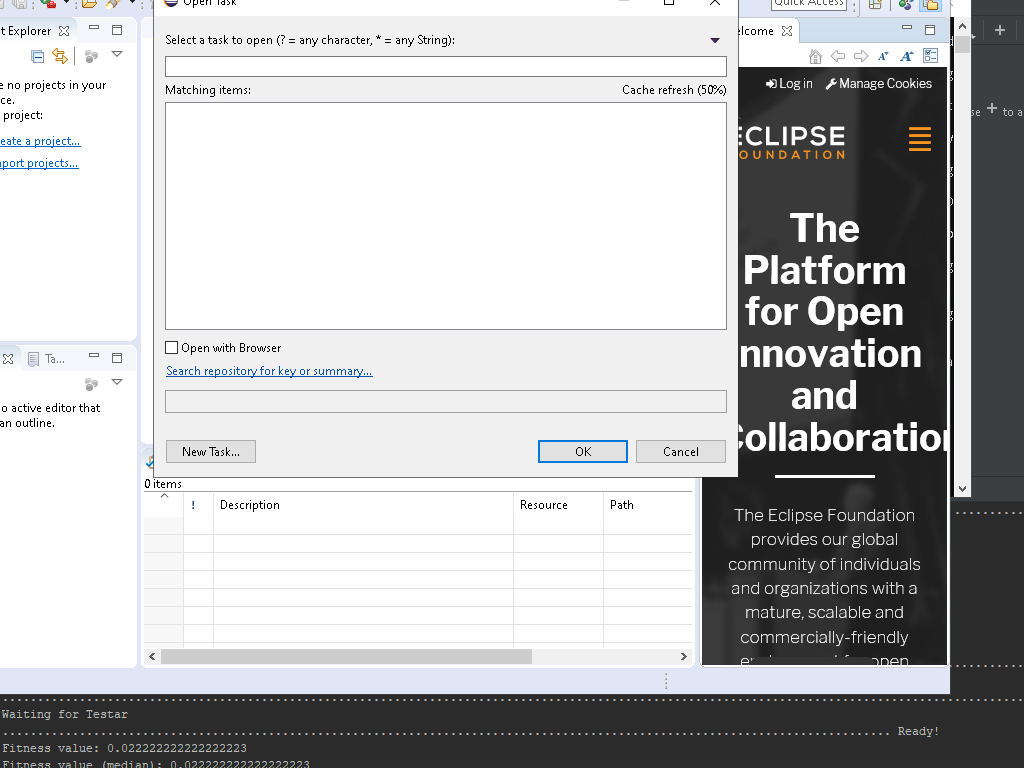 Open Task
Quick Access
t Explorer
elcome
Select a task to open (? = any character, * = any String):
Matching items:
Cache refresh (50%)
e no projects in your
ce.
project:
eate a project...
port projects...
Log in
Manage Cookies
se + to a
ECLIPSE
OUNDATION
The
Platform
for Open
nnovation
and
Collaboration
Open with Browser
Search repository for key or summary...
Ta...
o active editor that
an outline.
New Task...
OK
Cancel
0 items
!
Description
Resource
Path
The Eclipse Foundation
provides our global
community of individuals
and organizations with a
mature, scalable and
commercially-friendly
Waiting for Testar
Ready!
Fitness value: 0.022222222222222223
Fitness value (median): 0.022222222222222223